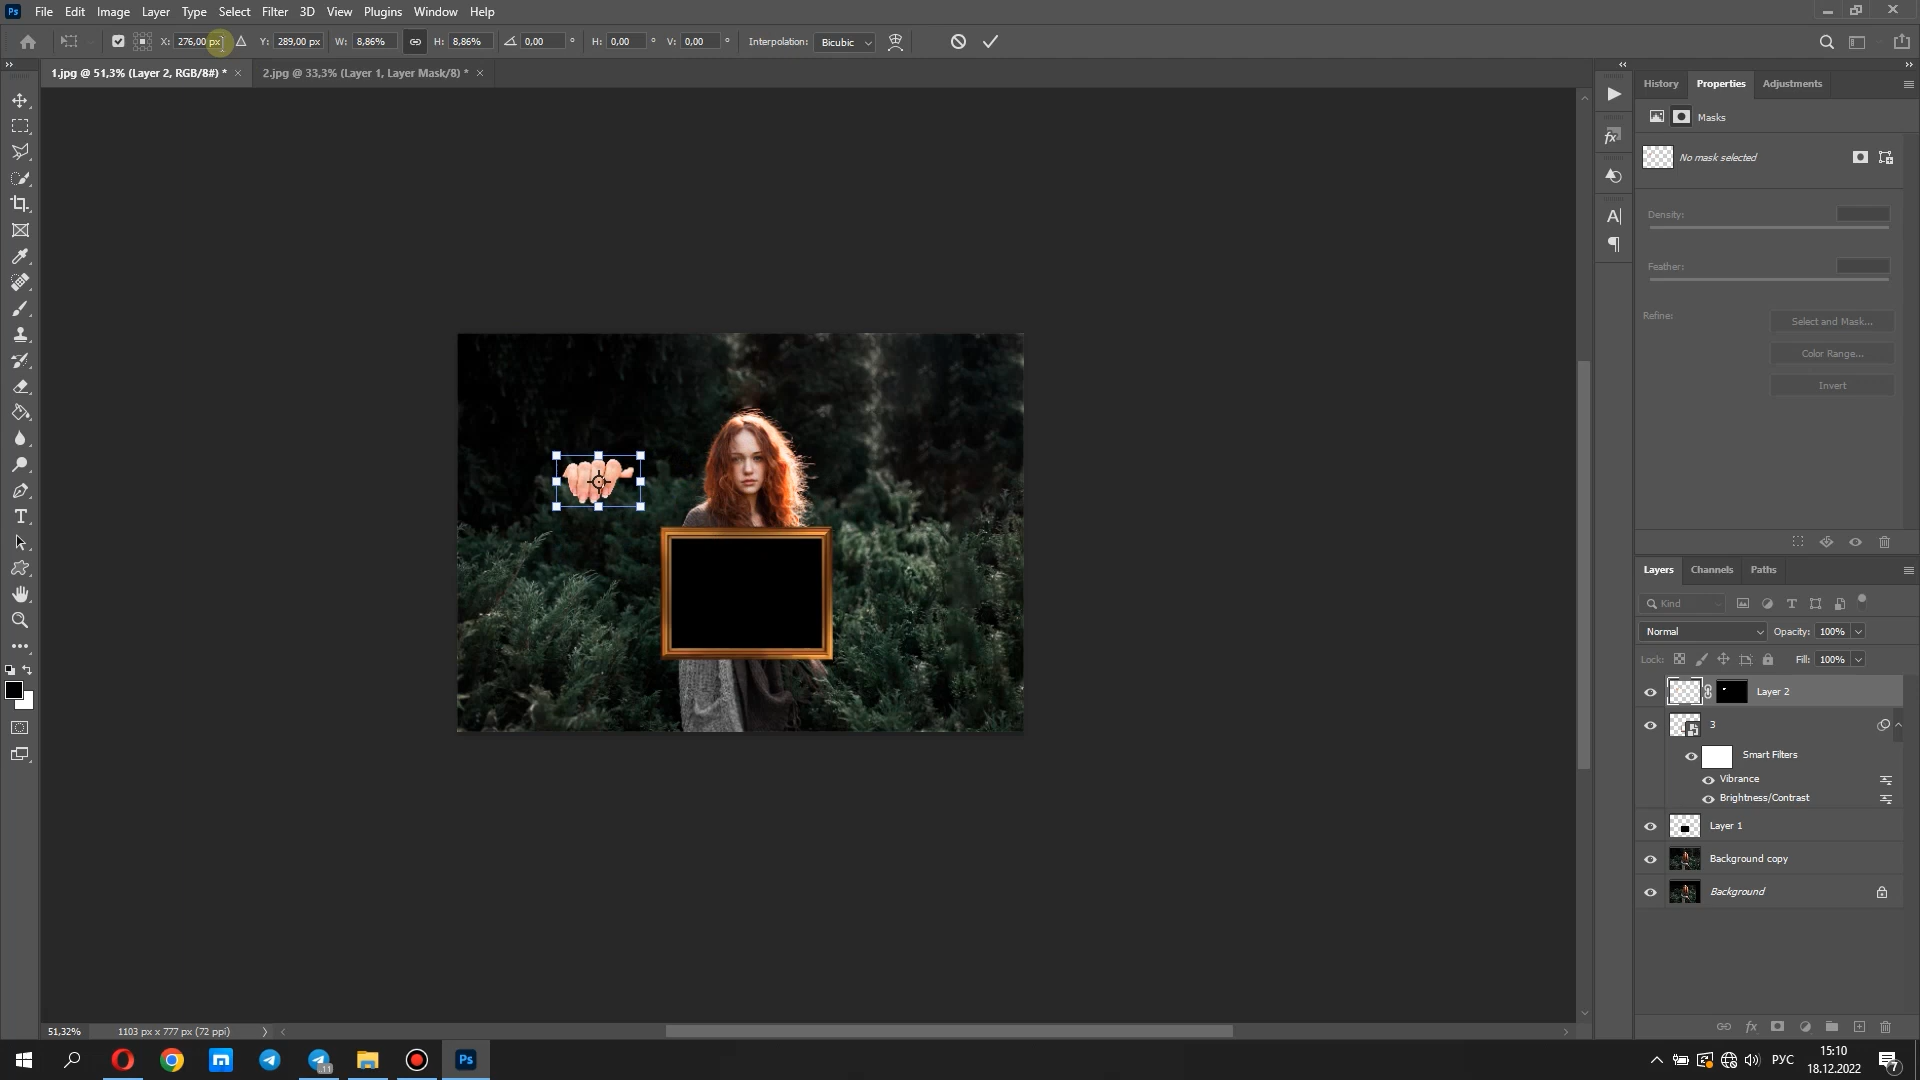 Ps File Edit Image Layer Type Select Filter 3D View Plugins Window Help
X: 276,00 px Y: 289,00 px W: 8,86% H: 8,86% 0,00 ° H: 0,00 ° V: 0,00 ° Interpolation: Bicubic
1.jpg @ 51,3% (Layer 2, RGB/8#) * × 2.jpg @ 33,3% (Layer 1, Layer Mask/8) * ×
History Properties Adjustments
Masks
No mask selected
Density:
Feather:
Refine:
Select and Mask...
Color Range...
Invert
Layers Channels Paths
Kind
Normal Opacity: 100%
Lock: Fill: 100%
Layer 2
3
Smart Filters
Vibrance
Brightness/Contrast
Layer 1
Background copy
Background
fx
51,32% 1103 px x 777 px (72 ppi)
11
Ps
РУС
15:10
18.12.2022
7